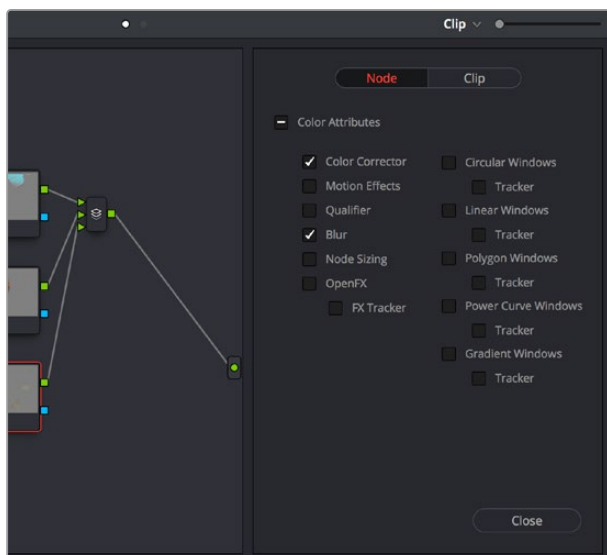 Clip
Node
Clip
Color Attributes
Color Corrector
Motion Effects
Qualifier
Blur
Node Sizing
OpenFX
FX Tracker
Circular Windows
Tracker
Linear Windows
Tracker
Polygon Windows
Tracker
Power Curve Windows
Tracker
Gradient Windows
Tracker
Close